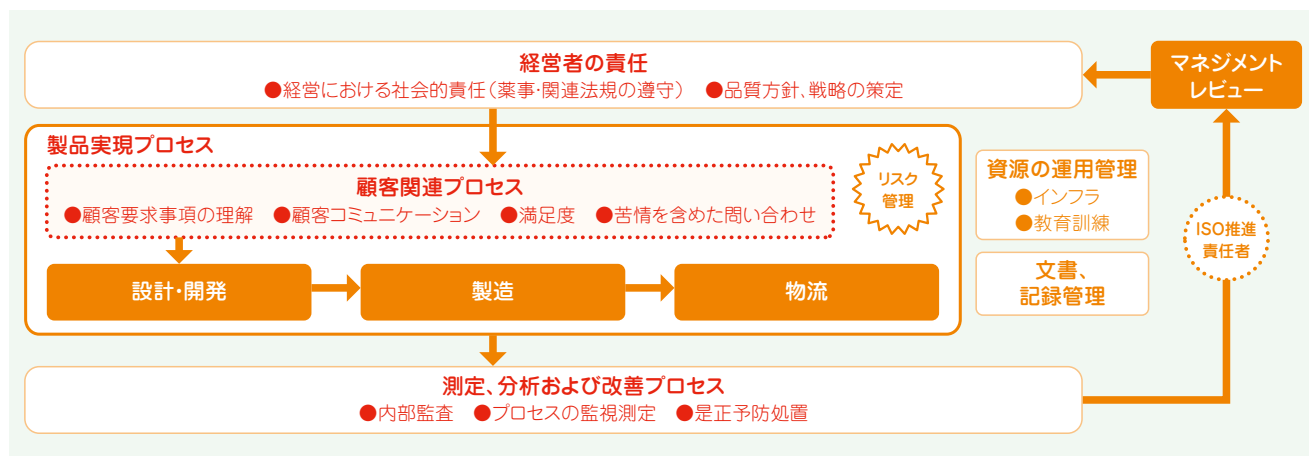 経営者の責任
●経営における社会的責任(薬事・関連法規の遵守) ●品質方針、戦略の策定
マネジメント
レビュー
製品実現プロセス
顧客関連プロセス
●顧客要求事項の理解 ●顧客コミュニケーション ●満足度 ●苦情を含めた問い合わせ
リスク
管理
設計・開発
製造
物流
資源の運用管理
●インフラ
●教育訓練
文書、
記録管理
ISO推進
責任者
測定、分析および改善プロセス
●内部監査 ●プロセスの監視測定 ●是正予防処置